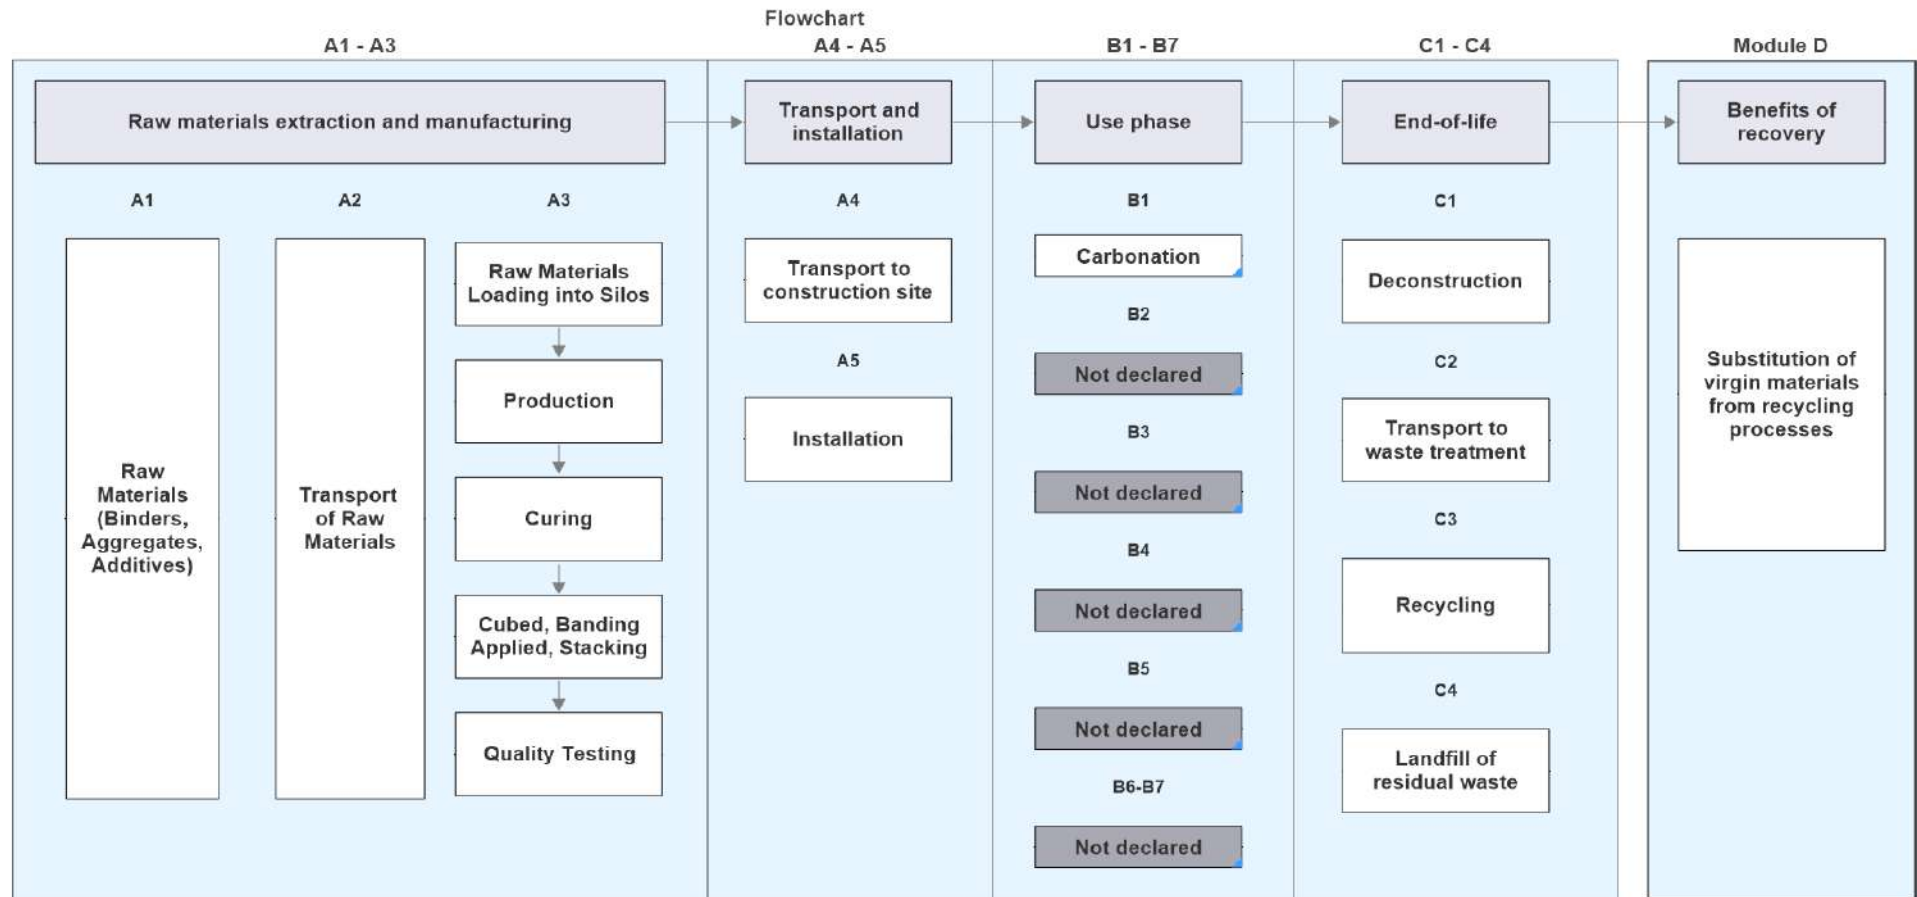 Flowchart
A1 - A3
A4 - A5
B1 - B7
C1 - C4
Module D
Raw materials extraction and manufacturing
Transport and
installation
Use phase
End-of-life
Benefits of
recovery
A1
Raw
Materials
(Binders,
Aggregates,
Additives)
A2
Transport
of Raw
Materials
A3
Raw Materials
Loading into Silos
Production
Curing
Cubed, Banding
Applied, Stacking
Quality Testing
A4
Transport to
construction site
A5
Installation
B1
Carbonation
B2
Not declared
B3
Not declared
B4
Not declared
B5
Not declared
B6-B7
Not declared
C1
Deconstruction
C2
Transport to
waste treatment
C3
Recycling
C4
Landfill of
residual waste
Substitution of
virgin materials
from recycling
processes